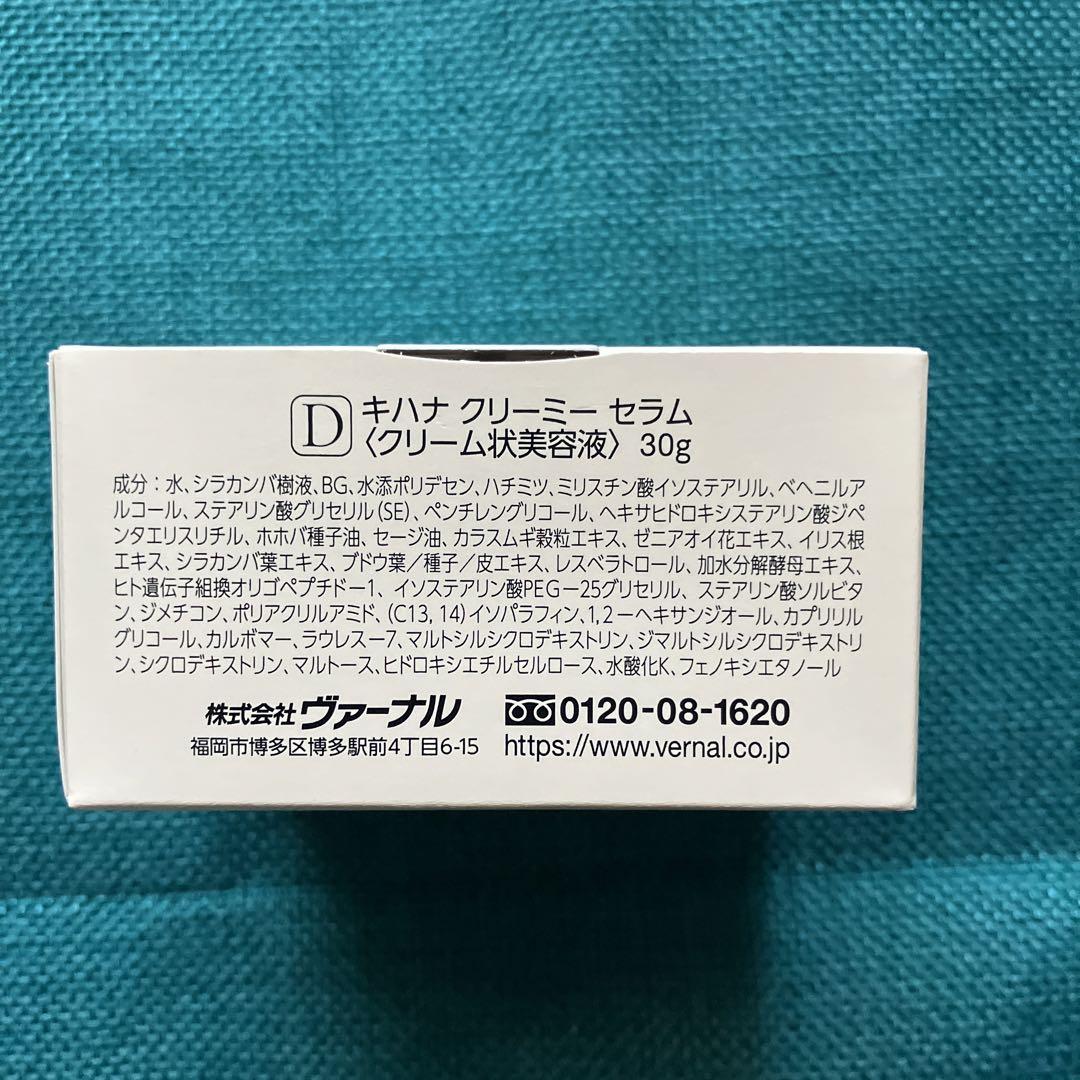 D キハナ クリーミー セラム
〈クリーム状美容液〉 30g
成分：水、シラカンバ樹液、BG、水添ポリデセン、ハチミツ、ミリスチン酸イソステアリル、ベヘニルア
ルコール、ステアリン酸グリセリル(SE)、ペンチレングリコール、ヘキサヒドロキシステアリン酸ジペ
ンタエリスリチル、ホホバ種子油、セージ油、カラスムギ穀粒エキス、ゼニアオイ花エキス、イリス根
エキス、シラカンバ葉エキス、ブドウ葉／種子／皮エキス、レスベラトロール、加水分解酵母エキス、
ヒト遺伝子組換オリゴペプチドー1、イソステアリン酸PEGー25グリセリル、ステアリン酸ソルビタ
ン、ジメチコン、ポリアクリルアミド、(C13, 14)イソパラフィン、1,2ーヘキサンジオール、カプリリル
グリコール、カルボマー、ラウレスー7、マルトシルシクロデキストリン、ジマルトシルシクロデキストリ
ン、シクロデキストリン、マルトース、ヒドロキシエチルセルロース、水酸化K、フェノキシエタノール
株式会社ヴァーナル 0120-08-1620
福岡市博多区博多駅前4丁目6-15 https://www.vernal.co.jp